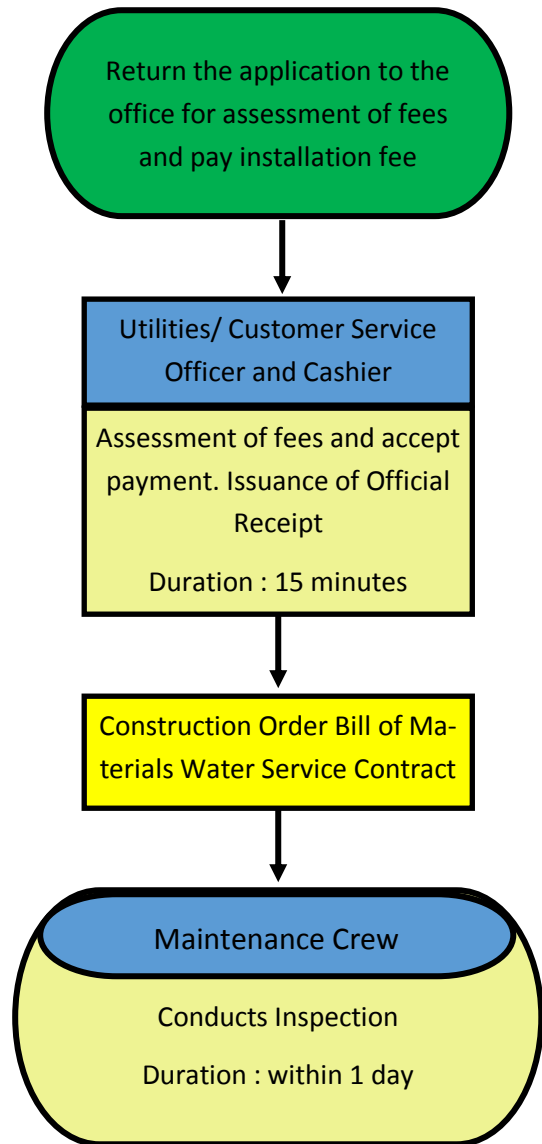 Return the application to the
office for assessment of fees
and pay installation fee
Utilities/ Customer Service
Officer and Cashier
Assessment of fees and accept
payment. Issuance of Official
Receipt
Duration : 15 minutes
Construction Order Bill of Ma-
terials Water Service Contract
Maintenance Crew
Conducts Inspection
Duration : within 1 day